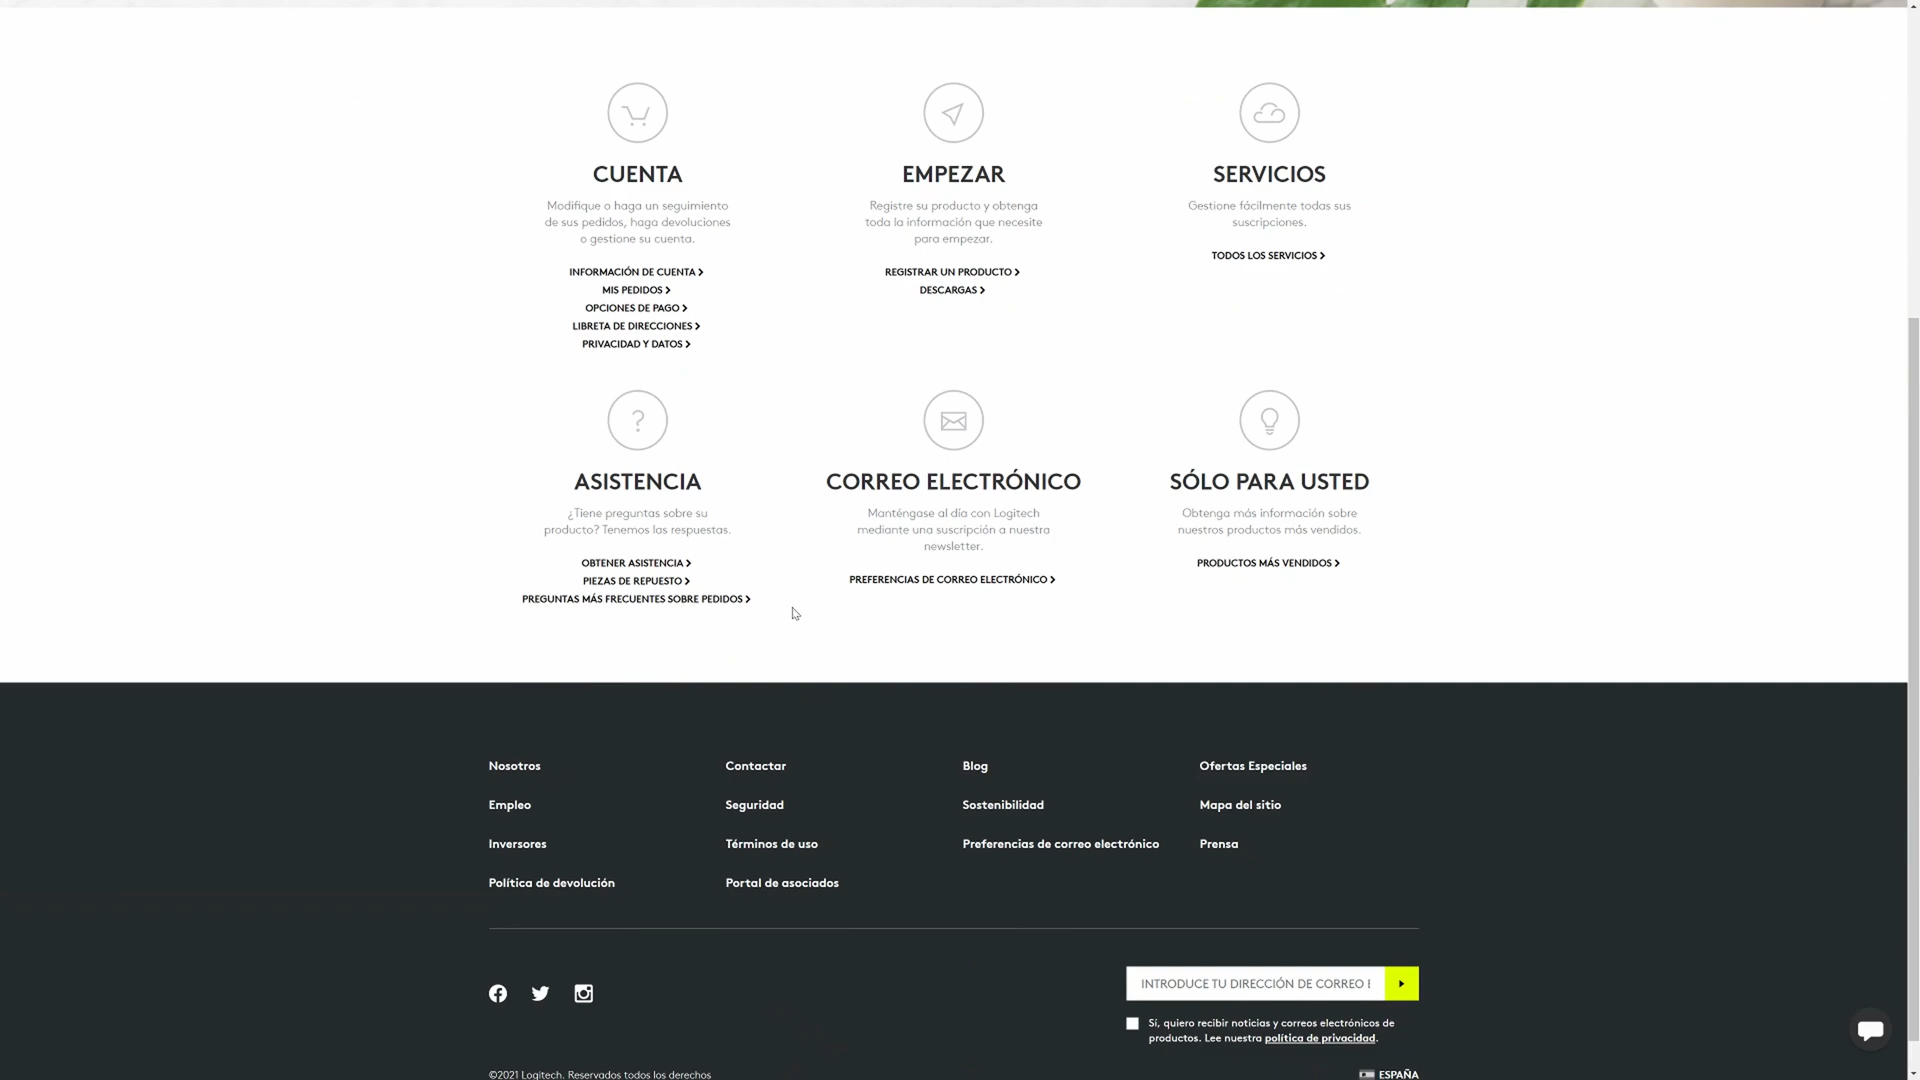 CUENTA
Modifique o haga un seguimiento
de sus pedidos, haga devoluciones
o gestione su cuenta.
INFORMACIÓN DE CUENTA
MIS PEDIDOS
OPCIONES DE PAGO
LIBRETA DE DIRECCIONES
PRIVACIDAD Y DATOS
EMPEZAR
Registre su producto y obtenga
toda la información que necesite
para empezar.
REGISTRAR UN PRODUCTO
DESCARGAS
SERVICIOS
Gestione fácilmente todas sus
suscripciones.
TODOS LOS SERVICIOS
?
ASISTENCIA
¿Tiene preguntas sobre su
producto? Tenemos las respuestas.
OBTENER ASISTENCIA
PIEZAS DE REPUESTO
PREGUNTAS MÁS FRECUENTES SOBRE PEDIDOS
CORREO ELECTRÓNICO
Manténgase al día con Logitech
mediante una suscripción a nuestra
newsletter.
PREFERENCIAS DE CORREO ELECTRÓNICO
SÓLO PARA USTED
Obtenga más información sobre
nuestros productos más vendidos.
PRODUCTOS MÁS VENDIDOS
Nosotros
Contactar
Blog
Ofertas Especiales
Empleo
Seguridad
Sostenibilidad
Mapa del sitio
Inversores
Términos de uso
Preferencias de correo electrónico
Prensa
Política de devolución
Portal de asociados
INTRODUCE TU DIRECCIÓN DE CORREO
Sí, quiero recibir noticias y correos electrónicos de
productos. Lee nuestra política de privacidad.
©2021 Logitech. Reservados todos los derechos
ESPAÑA